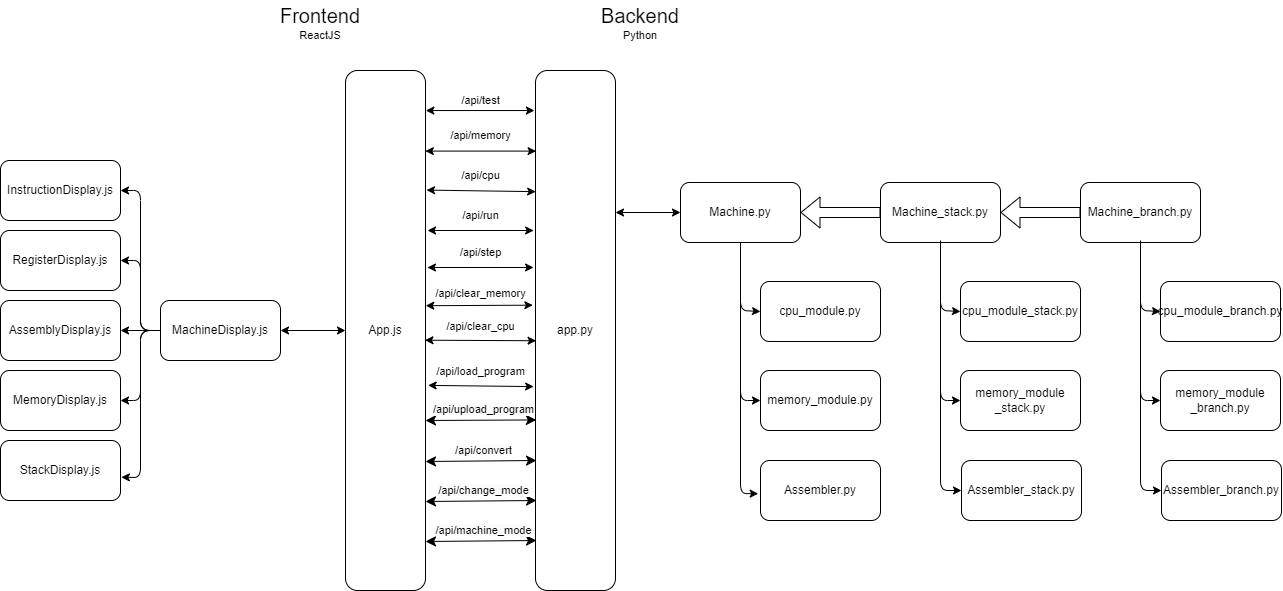 Frontend
ReactJS
Backend
Python
InstructionDisplay.js
RegisterDisplay.js
AssemblyDisplay.js
MemoryDisplay.js
StackDisplay.js
MachineDisplay.js
App.js
/api/test
/api/memory
/api/cpu
/api/run
/api/step
/api/clear_memory
/api/clear_cpu
/api/load_program
/api/upload_program
/api/convert
/api/change_mode
/api/machine_mode
app.py
Machine.py
cpu_module.py
memory_module.py
Assembler.py
Machine_stack.py
cpu_module_stack.py
memory_module
_stack.py
Assembler_stack.py
Machine_branch.py
cpu_module_branch.py
memory_module
_branch.py
Assembler_branch.py